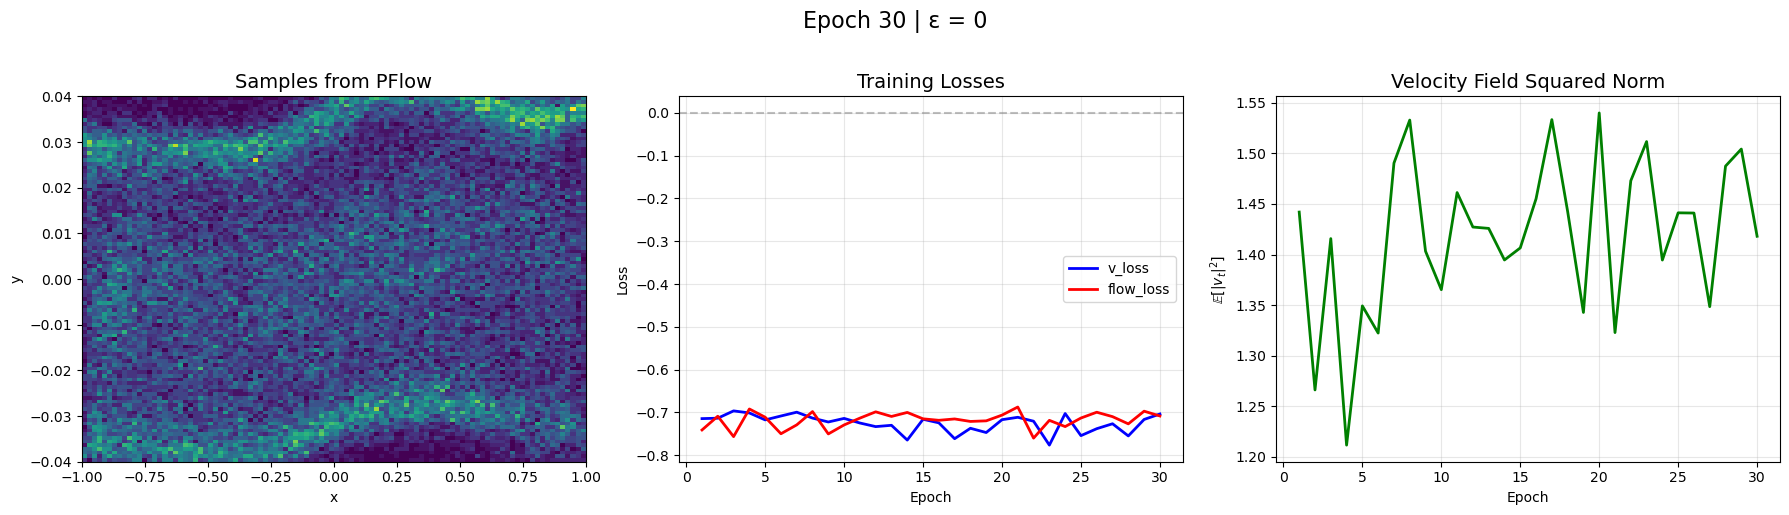 Epoch 30 | ε = 0
Samples from PFlow
0.04
0.03
0.02
0.01
0.00
−0.01
−0.02
−0.03
−0.04
y
−1.00 −0.75 −0.50 −0.25 0.00 0.25 0.50 0.75 1.00
x
Training Losses
0.0
−0.1
−0.2
−0.3
−0.4
−0.5
−0.6
−0.7
−0.8
Loss
v_loss
flow_loss
0 5 10 15 20 25 30
Epoch
Velocity Field Squared Norm
1.55
1.50
1.45
1.40
1.35
1.30
1.25
1.20
𝔼[|v_t|²]
0 5 10 15 20 25 30
Epoch